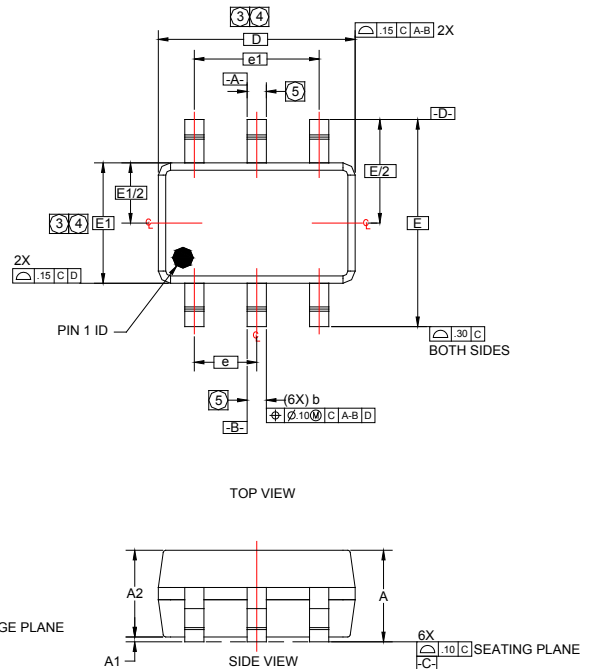 3 4
D
⌓ .15 C A-B 2X
e1
-A-
5
-D-
E/2
E1/2
3 4 E1
E
℄
℄
2X
⌓ .15 C D
PIN 1 ID
℄
⌓ .30 C
BOTH SIDES
e
5
(6X) b
⌖ Ø.10Ⓜ C A-B D
-B-
TOP VIEW
A2
A
GE PLANE
6X
⌓ .10 C SEATING PLANE
-C-
A1
SIDE VIEW